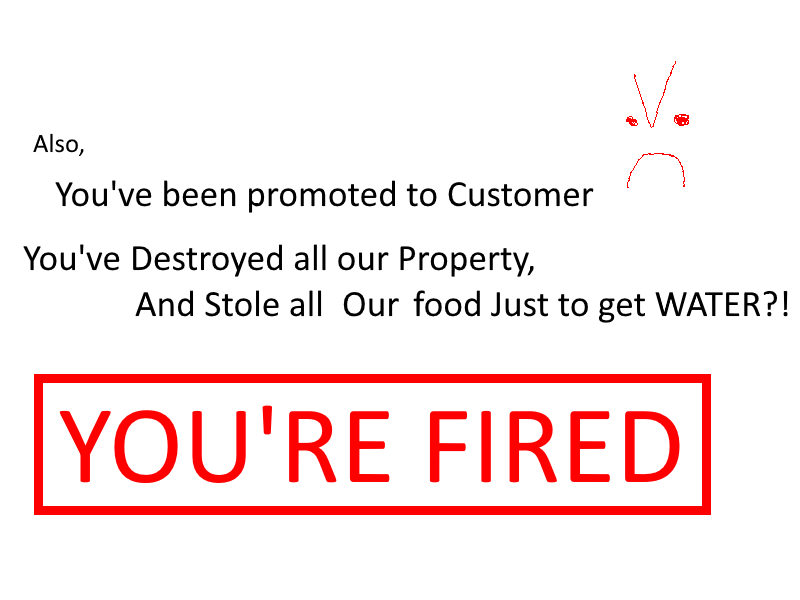 Also,
You've been promoted to Customer
You've Destroyed all our Property,
And Stole all Our food Just to get WATER?!
YOU'RE FIRED